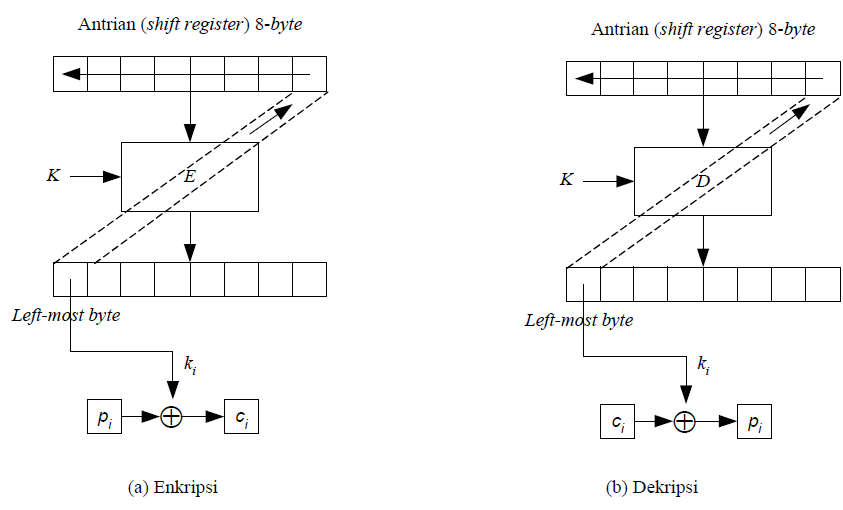 Antrian (shift register) 8-byte
K
E
Left-most byte
ki
pi
ci
(a) Enkripsi
Antrian (shift register) 8-byte
K
D
Left-most byte
ki
ci
pi
(b) Dekripsi